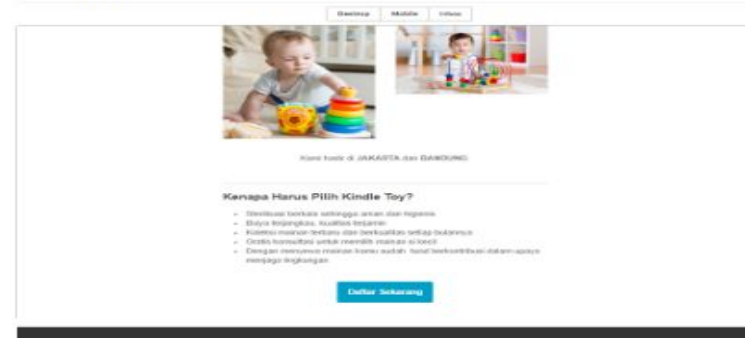 Desktop Mobile Inbox
Kami hadir di JAKARTA dan BANDUNG
Kenapa Harus Pilih Kindle Toy?
Sterilisasi berkala sehingga aman dan higienis
Biaya terjangkau, kualitas terjamin
Koleksi mainan terbaru dan berkualitas setiap bulannya
Gratis konsultasi untuk memilih mainan si kecil
Dengan menyewa mainan kamu sudah turut berkontribusi dalam upaya
menjaga lingkungan
Daftar Sekarang